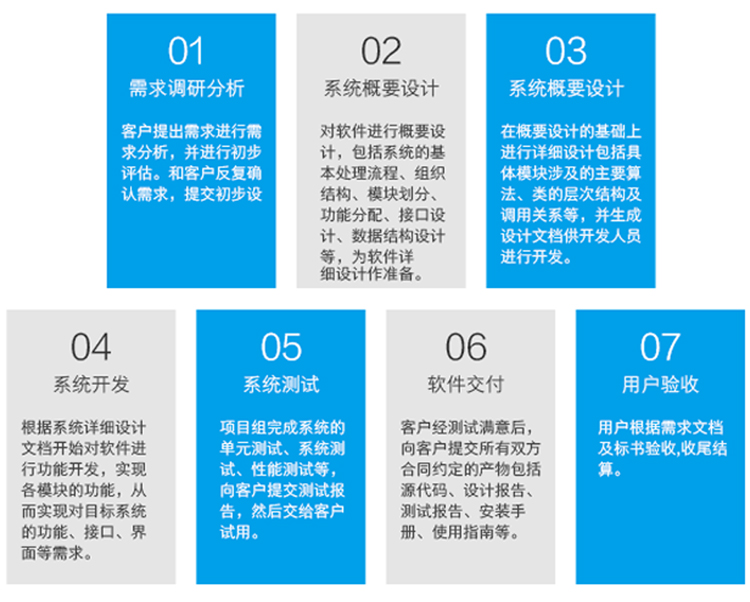 01
需求调研分析
客户提出需求进行需
求分析，并进行初步
评估。和客户反复确
认需求，提交初步设
02
系统概要设计
对软件进行概要设
计，包括系统的基
本处理流程、组织
结构、模块划分、
功能分配、接口设
计、数据结构设计
等，为软件详
细设计作准备。
03
系统概要设计
在概要设计的基础上
进行详细设计包括具
体模块涉及的主要算
法、类的层次结构及
调用关系等，并生成
设计文档供开发人员
进行开发。
04
系统开发
根据系统详细设计
文档开始对软件进
行功能开发，实现
各模块的功能，从
而实现对目标系统
的功能、接口、界
面等需求。
05
系统测试
项目组完成系统的
单元测试、系统测
试、性能测试等，
向客户提交测试报
告，然后交给客户
试用。
06
软件交付
客户经测试满意后，
向客户提交所有双方
合同约定的产物包括
源代码、设计报告、
测试报告、安装手
册、使用指南等。
07
用户验收
用户根据需求文档
及标书验收,收尾结
算。